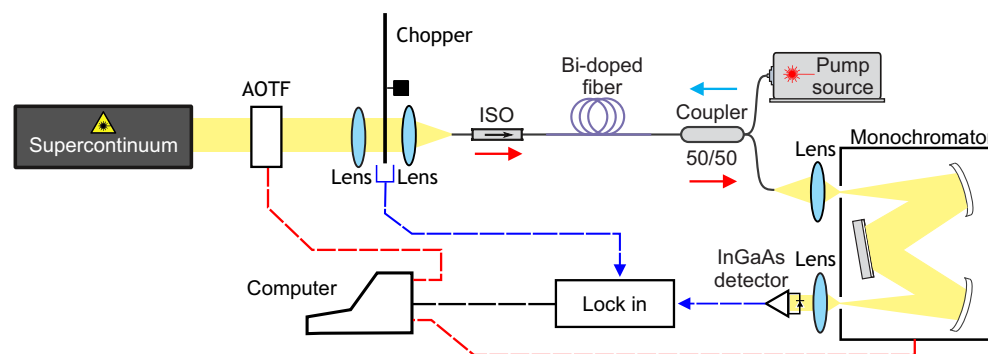 Chopper
Bi-doped
fiber
Pump
source
AOTF
ISO
Coupler
Supercontinuum
50/50
Monochromator
Lens
Lens
Lens
InGaAs
detector
Lens
Computer
Lock in